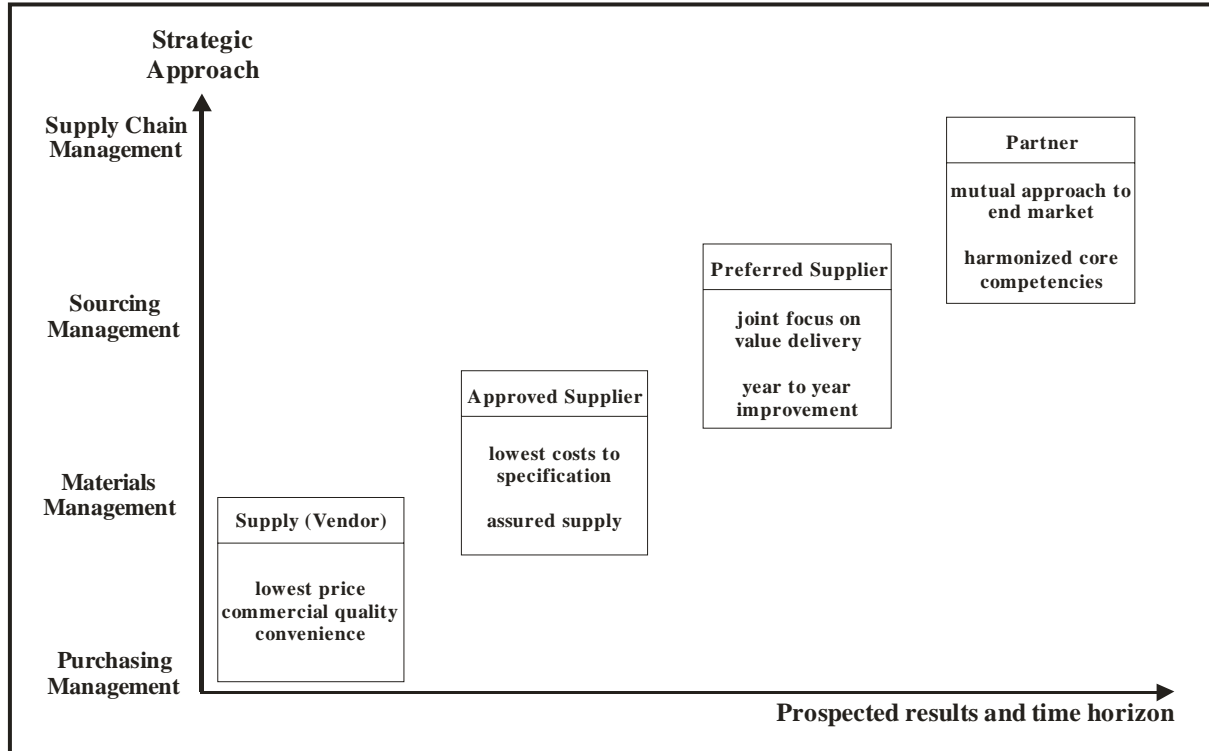 Strategic
Approach
Supply Chain
Management
Sourcing
Management
Materials
Management
Purchasing
Management
Partner
mutual approach to
end market
harmonized core
competencies
Preferred Supplier
joint focus on
value delivery
year to year
improvement
Approved Supplier
lowest costs to
specification
assured supply
Supply (Vendor)
lowest price
commercial quality
convenience
Prospected results and time horizon